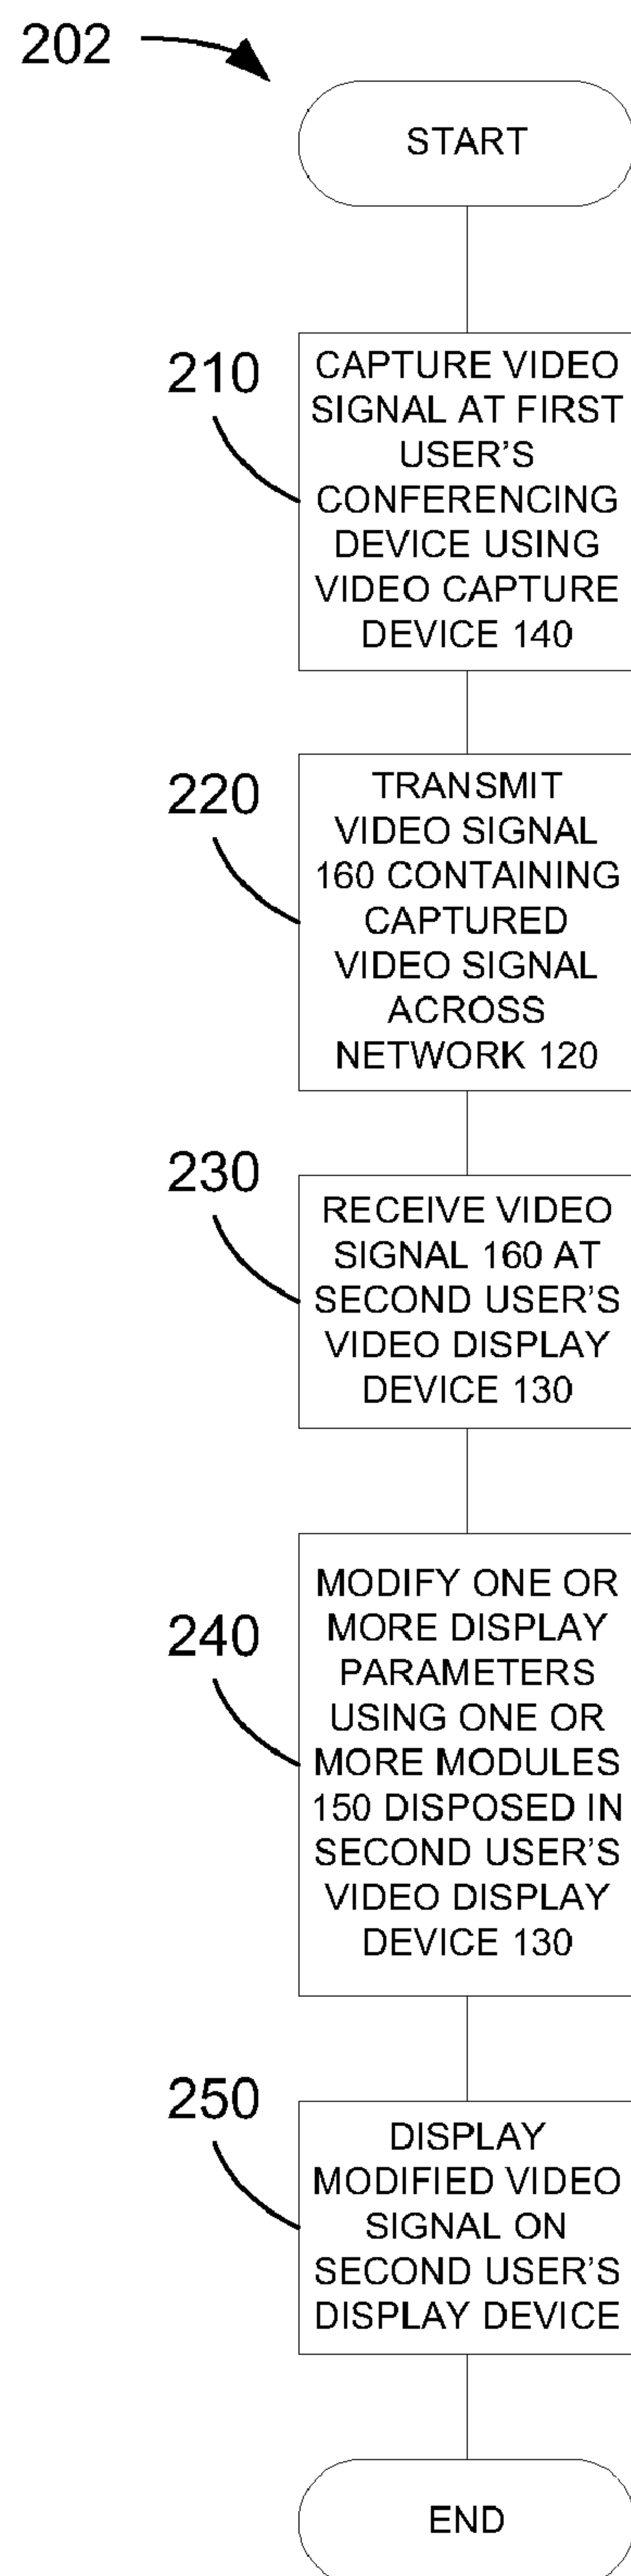 202
START
210
CAPTURE VIDEO
SIGNAL AT FIRST
USER'S
CONFERENCING
DEVICE USING
VIDEO CAPTURE
DEVICE 140
220
TRANSMIT
VIDEO SIGNAL
160 CONTAINING
CAPTURED
VIDEO SIGNAL
ACROSS
NETWORK 120
230
RECEIVE VIDEO
SIGNAL 160 AT
SECOND USER'S
VIDEO DISPLAY
DEVICE 130
240
MODIFY ONE OR
MORE DISPLAY
PARAMETERS
USING ONE OR
MORE MODULES
150 DISPOSED IN
SECOND USER'S
VIDEO DISPLAY
DEVICE 130
250
DISPLAY
MODIFIED VIDEO
SIGNAL ON
SECOND USER'S
DISPLAY DEVICE
END